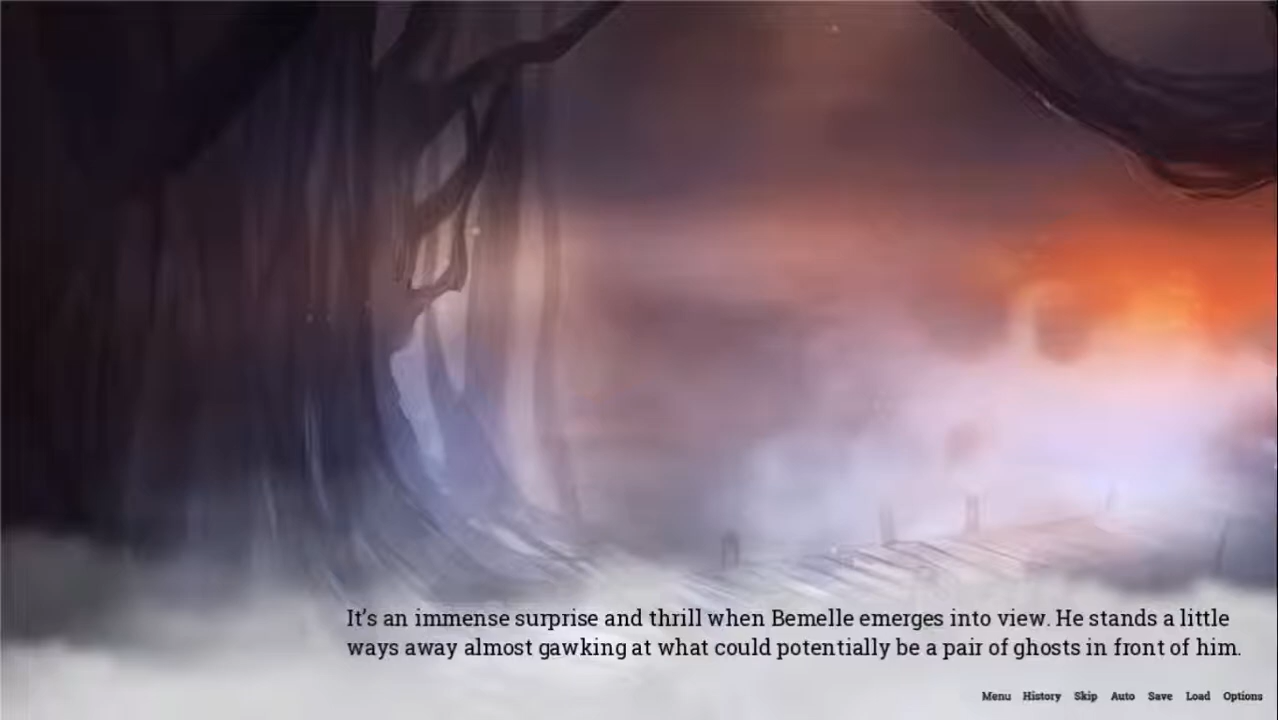 It's an immense surprise and thrill when Bemelle emerges into view. He stands a little
ways away almost gawking at what could potentially be a pair of ghosts in front of him.
Menu History Skip Auto Save Load Options